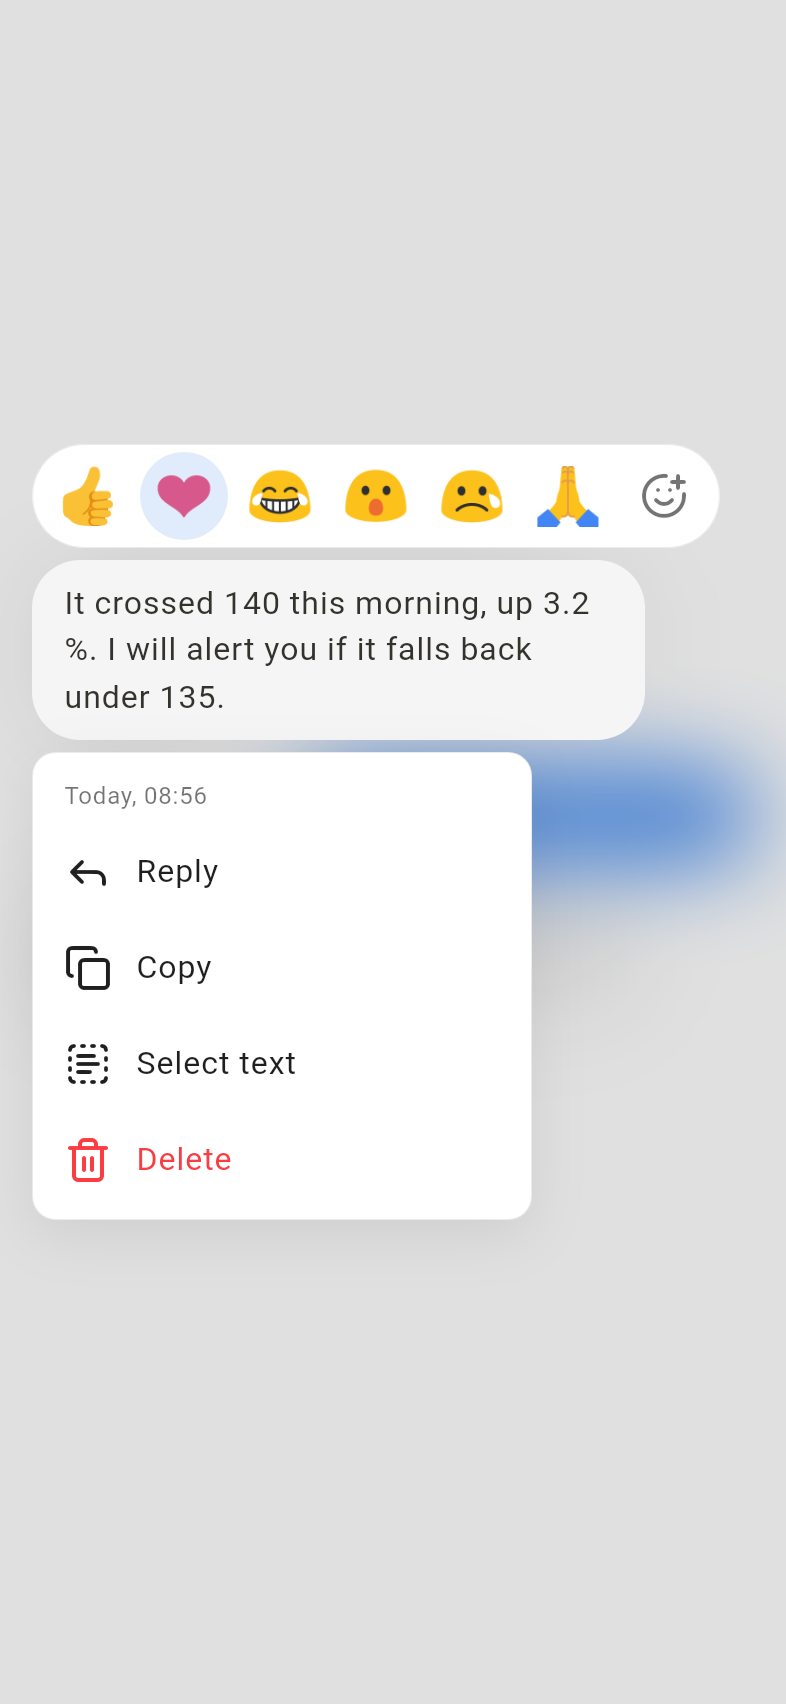 It crossed 140 this morning, up 3.2
%. I will alert you if it falls back
under 135.
Today, 08:56
Reply
Copy
Select text
Delete